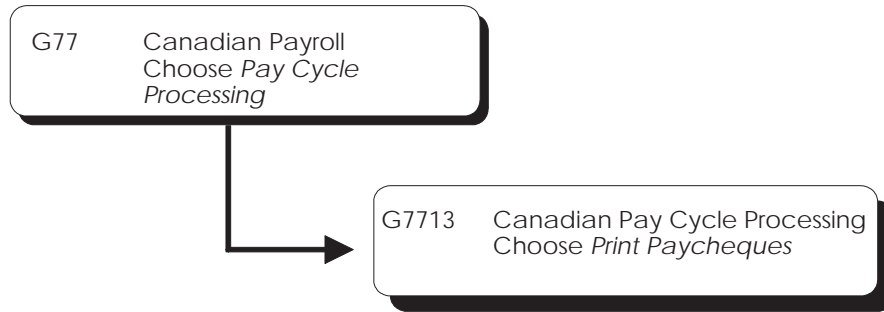 G77 Canadian Payroll
Choose Pay Cycle
Processing
G7713 Canadian Pay Cycle Processing
Choose Print Paycheques